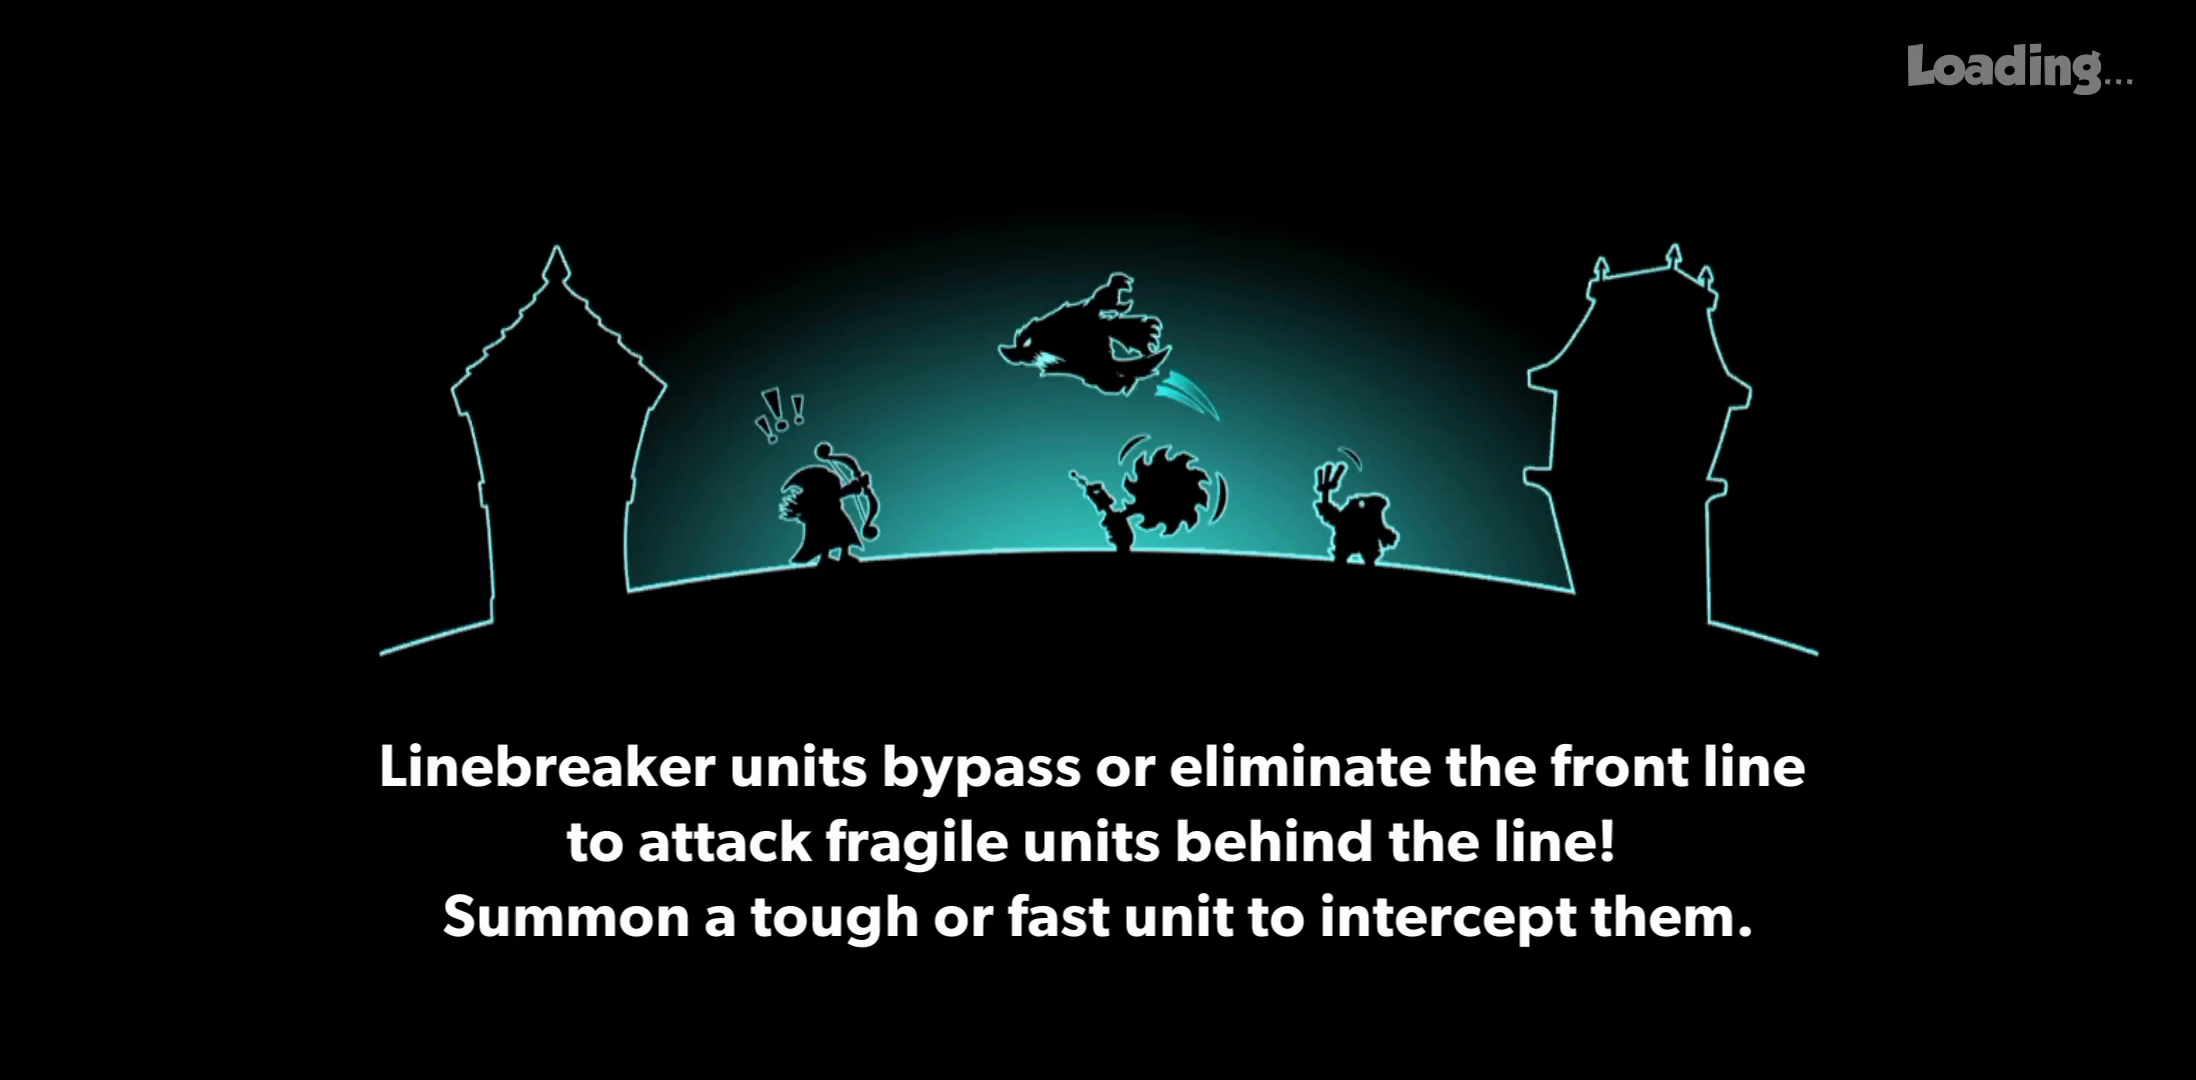 Loading...
!!!
Linebreaker units bypass or eliminate the front line
to attack fragile units behind the line!
Summon a tough or fast unit to intercept them.